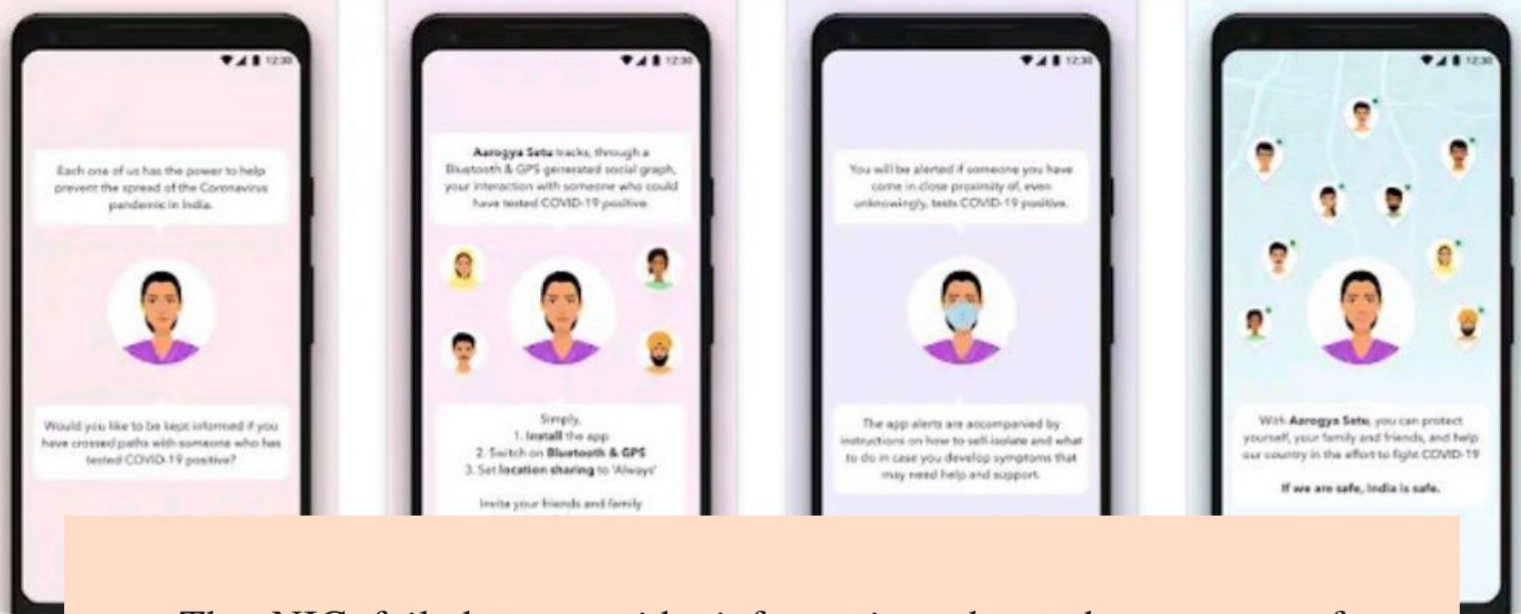 12:30
Each one of us has the power to help
prevent the spread of the Coronavirus
pandemic in India.
Would you like to be kept informed if you
have crossed paths with someone who has
tested COVID-19 positive?
12:30
Aarogya Setu tracks, through a
Bluetooth & GPS generated social graph,
your interaction with someone who could
have tested COVID-19 positive.
Simply,
1. Install the app
2. Switch on Bluetooth & GPS
3. Set location sharing to 'Always'
Invite your friends and family
12:30
You will be alerted if someone you have
come in close proximity of, even
unknowingly, tests COVID-19 positive.
The app alerts are accompanied by
instructions on how to self-isolate and what
to do in case you develop symptoms that
may need help and support.
12:30
With Aarogya Setu, you can protect
yourself, your family and friends, and help
our country in the effort to fight COVID-19
If we are safe, India is safe.